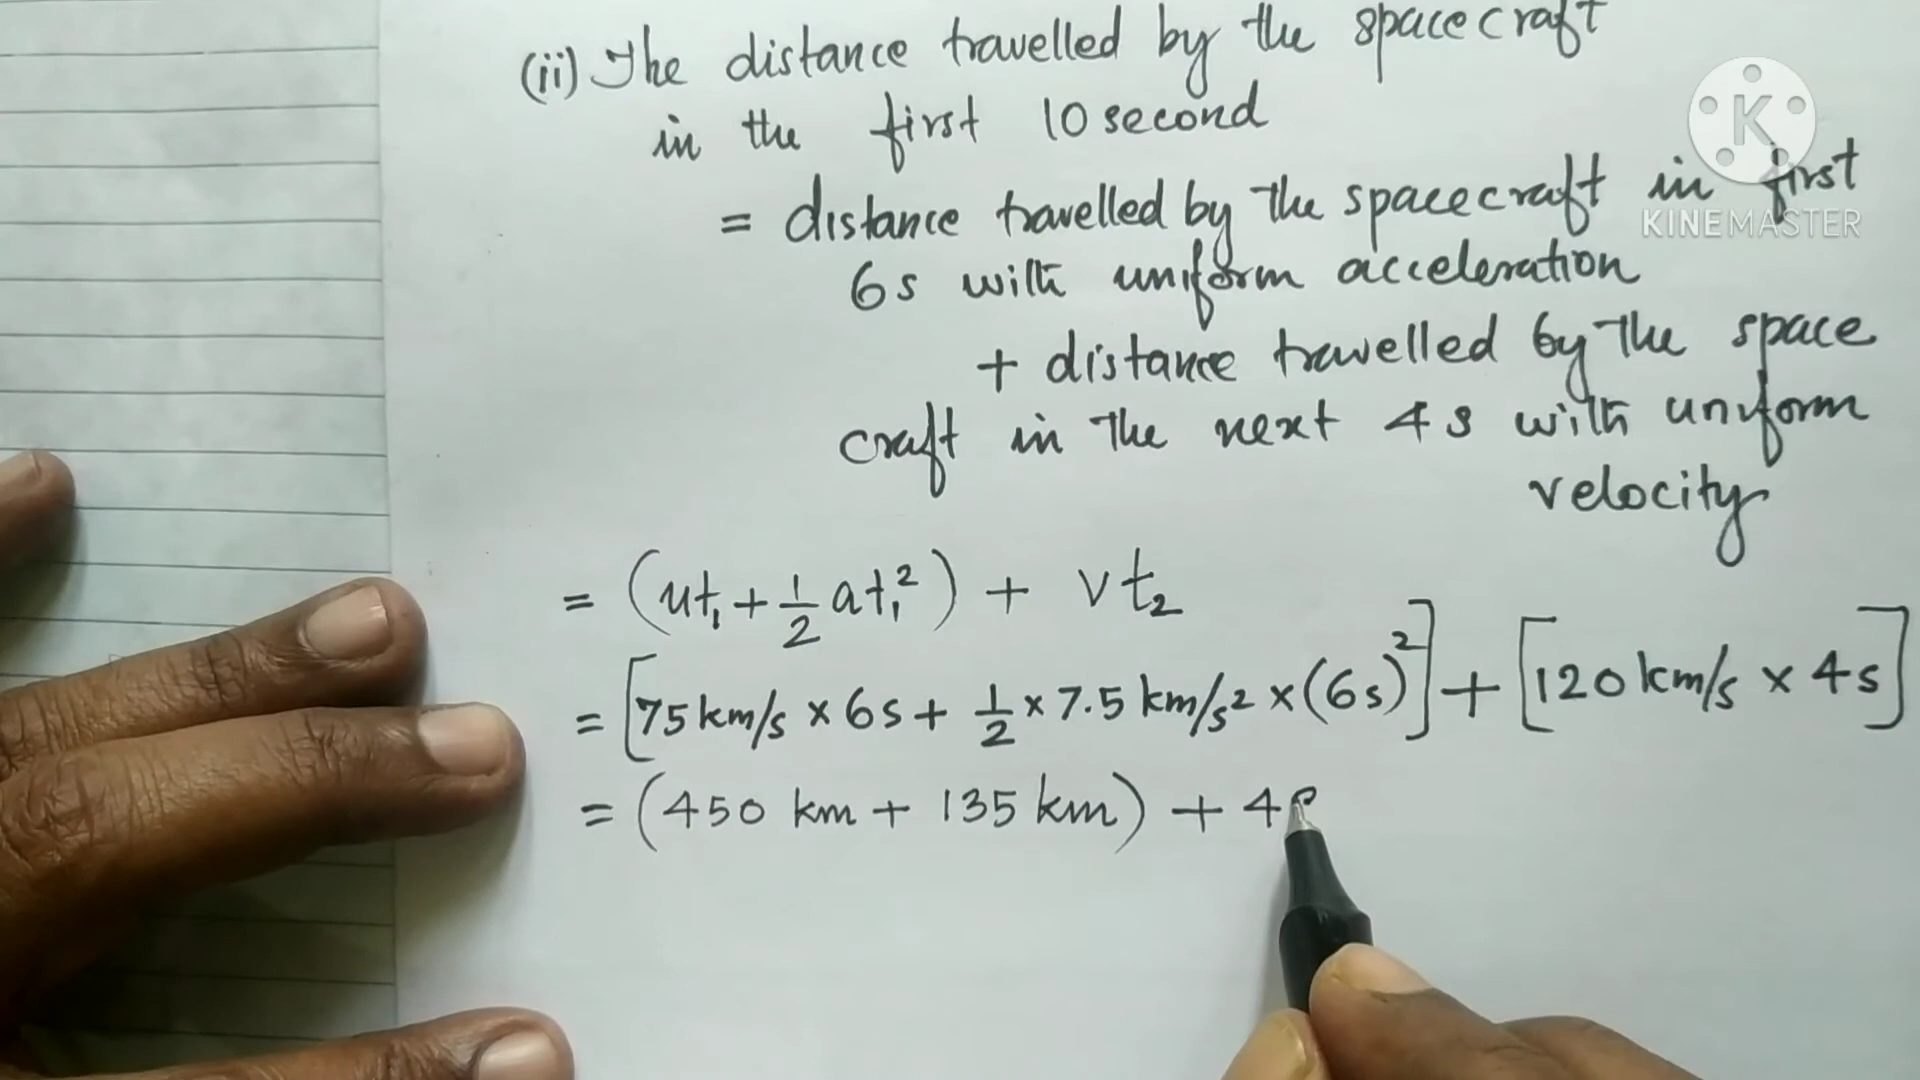 (ii) The distance travelled by the spacecraft
in the first 10 second
= distance travelled by the spacecraft in first
K
KINEMASTER
6s with uniform acceleration
+ distance travelled by the space
craft in the next 4s with uniform
velocity
= (ut₁ + 1/2 at₁²) + vt₂
= [75 km/s × 6s + 1/2 × 7.5 km/s² × (6s)²] + [120 km/s × 4s]
= (450 km + 135 km) + 48